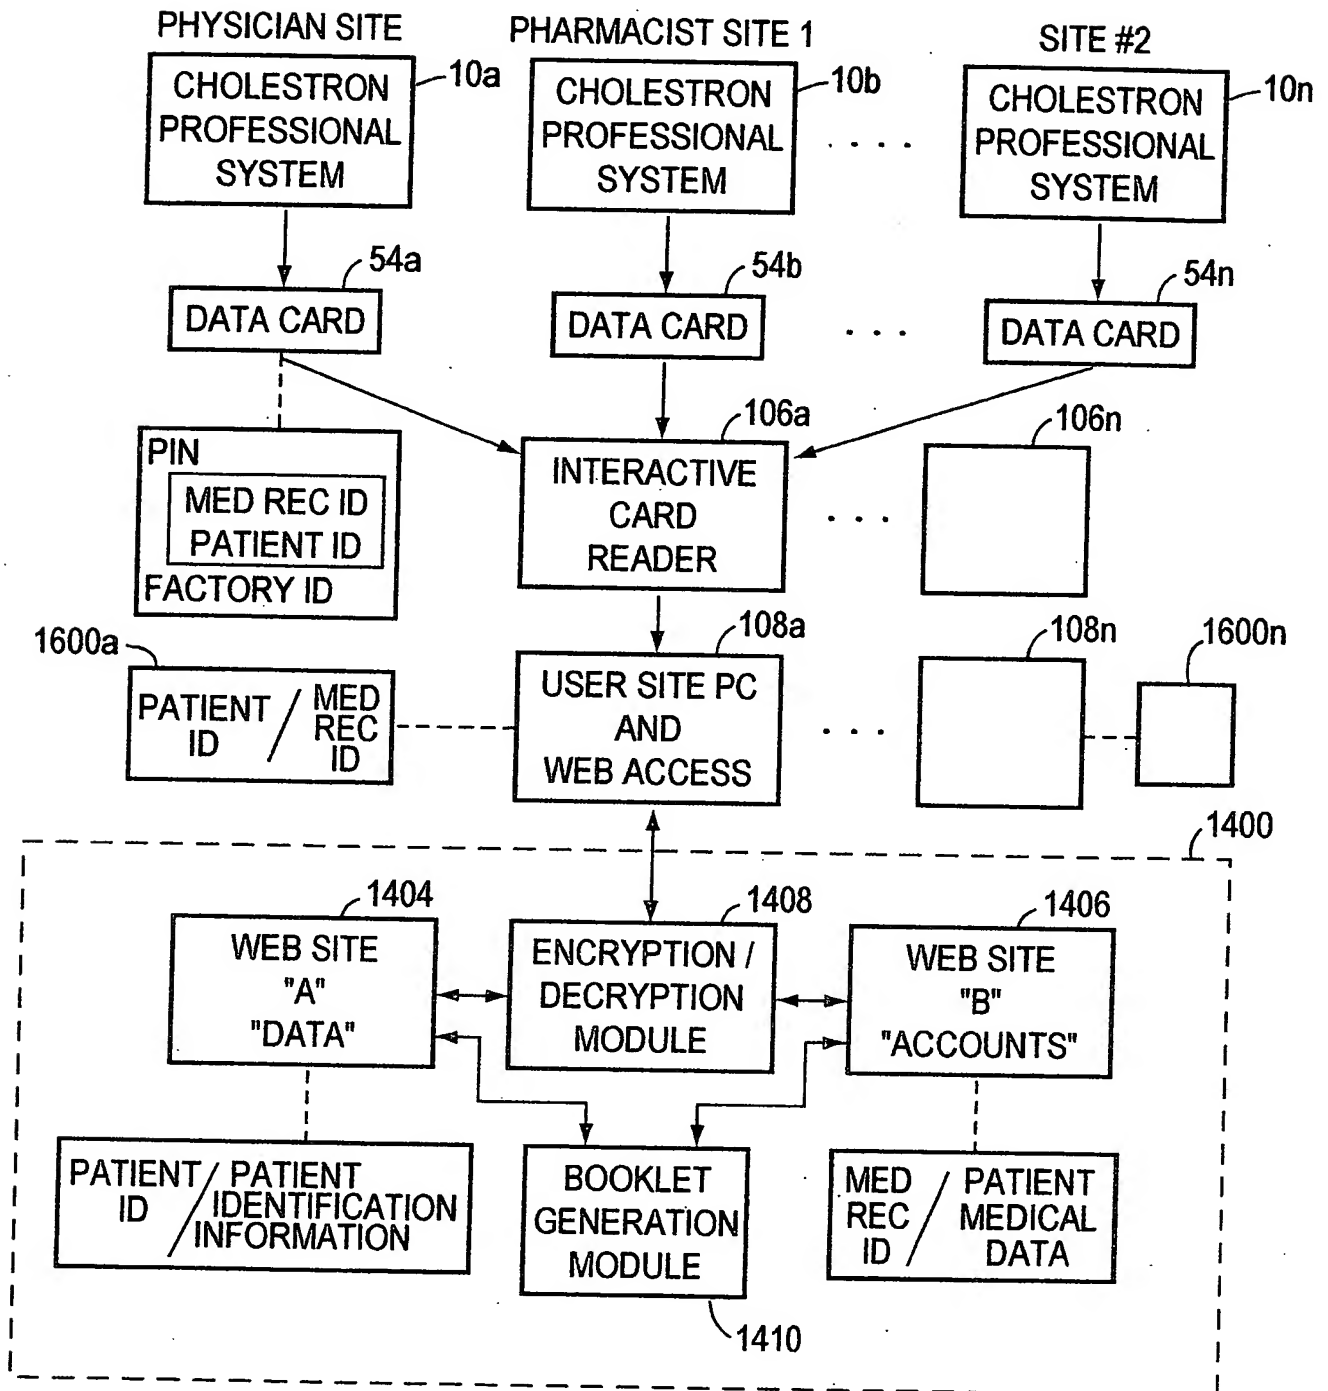 PHYSICIAN SITE
PHARMACIST SITE 1
SITE #2
CHOLESTRON
PROFESSIONAL
SYSTEM
10a
CHOLESTRON
PROFESSIONAL
SYSTEM
10b
CHOLESTRON
PROFESSIONAL
SYSTEM
10n
. . . .
DATA CARD
54a
DATA CARD
54b
. . .
DATA CARD
54n
PIN
MED REC ID
PATIENT ID
FACTORY ID
INTERACTIVE
CARD
READER
106a
. . .
106n
1600a
PATIENT
ID
/
MED
REC
ID
USER SITE PC
AND
WEB ACCESS
108a
. . .
108n
1600n
1400
WEB SITE
"A"
"DATA"
1404
ENCRYPTION /
DECRYPTION
MODULE
1408
WEB SITE
"B"
"ACCOUNTS"
1406
PATIENT
ID
/
PATIENT
IDENTIFICATION
INFORMATION
BOOKLET
GENERATION
MODULE
1410
MED
REC
ID
/
PATIENT
MEDICAL
DATA